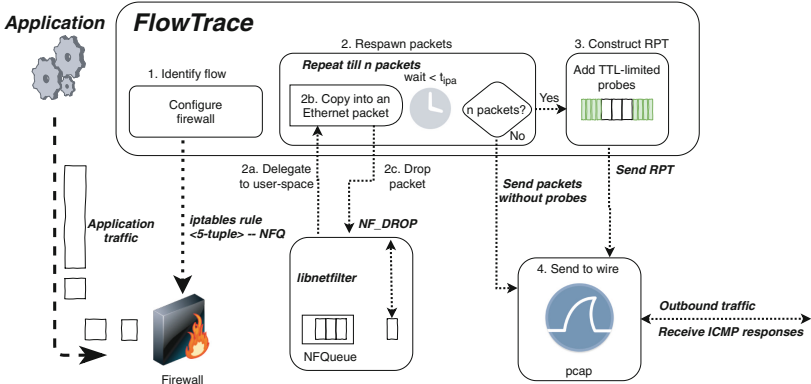 Application
FlowTrace
1. Identify flow
Configure
firewall
2. Respawn packets
Repeat till n packets
2b. Copy into an
Ethernet packet
wait < tipa
n packets?
Yes
No
3. Construct RPT
Add TTL-limited
probes
2a. Delegate
to user-space
2c. Drop
packet
Send packets
without probes
Send RPT
Application
traffic
iptables rule
<5-tuple> -- NFQ
NF_DROP
libnetfilter
NFQueue
4. Send to wire
pcap
Outbound traffic
Receive ICMP responses
Firewall